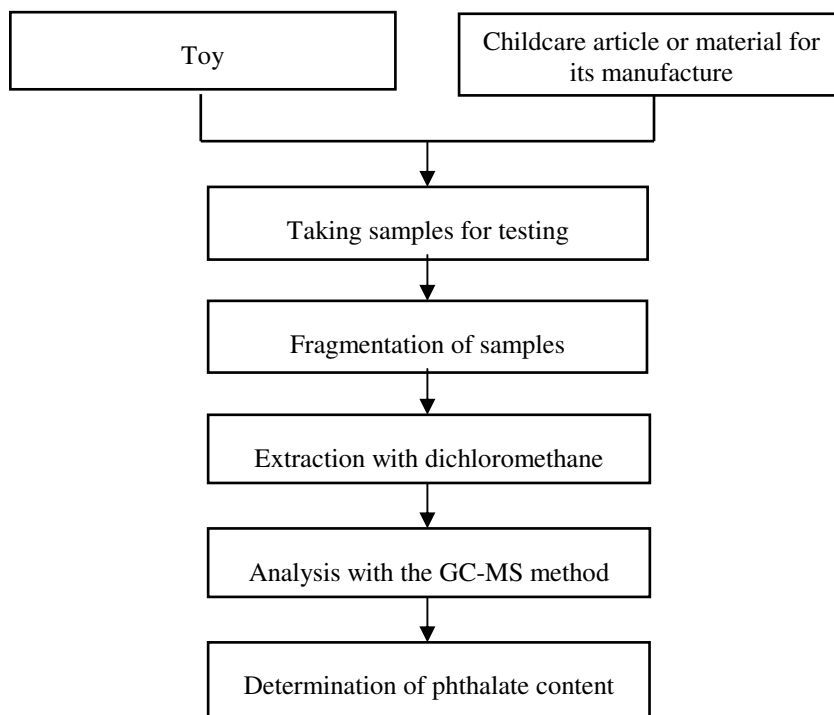 Toy
Childcare article or material for
its manufacture
Taking samples for testing
Fragmentation of samples
Extraction with dichloromethane
Analysis with the GC-MS method
Determination of phthalate content